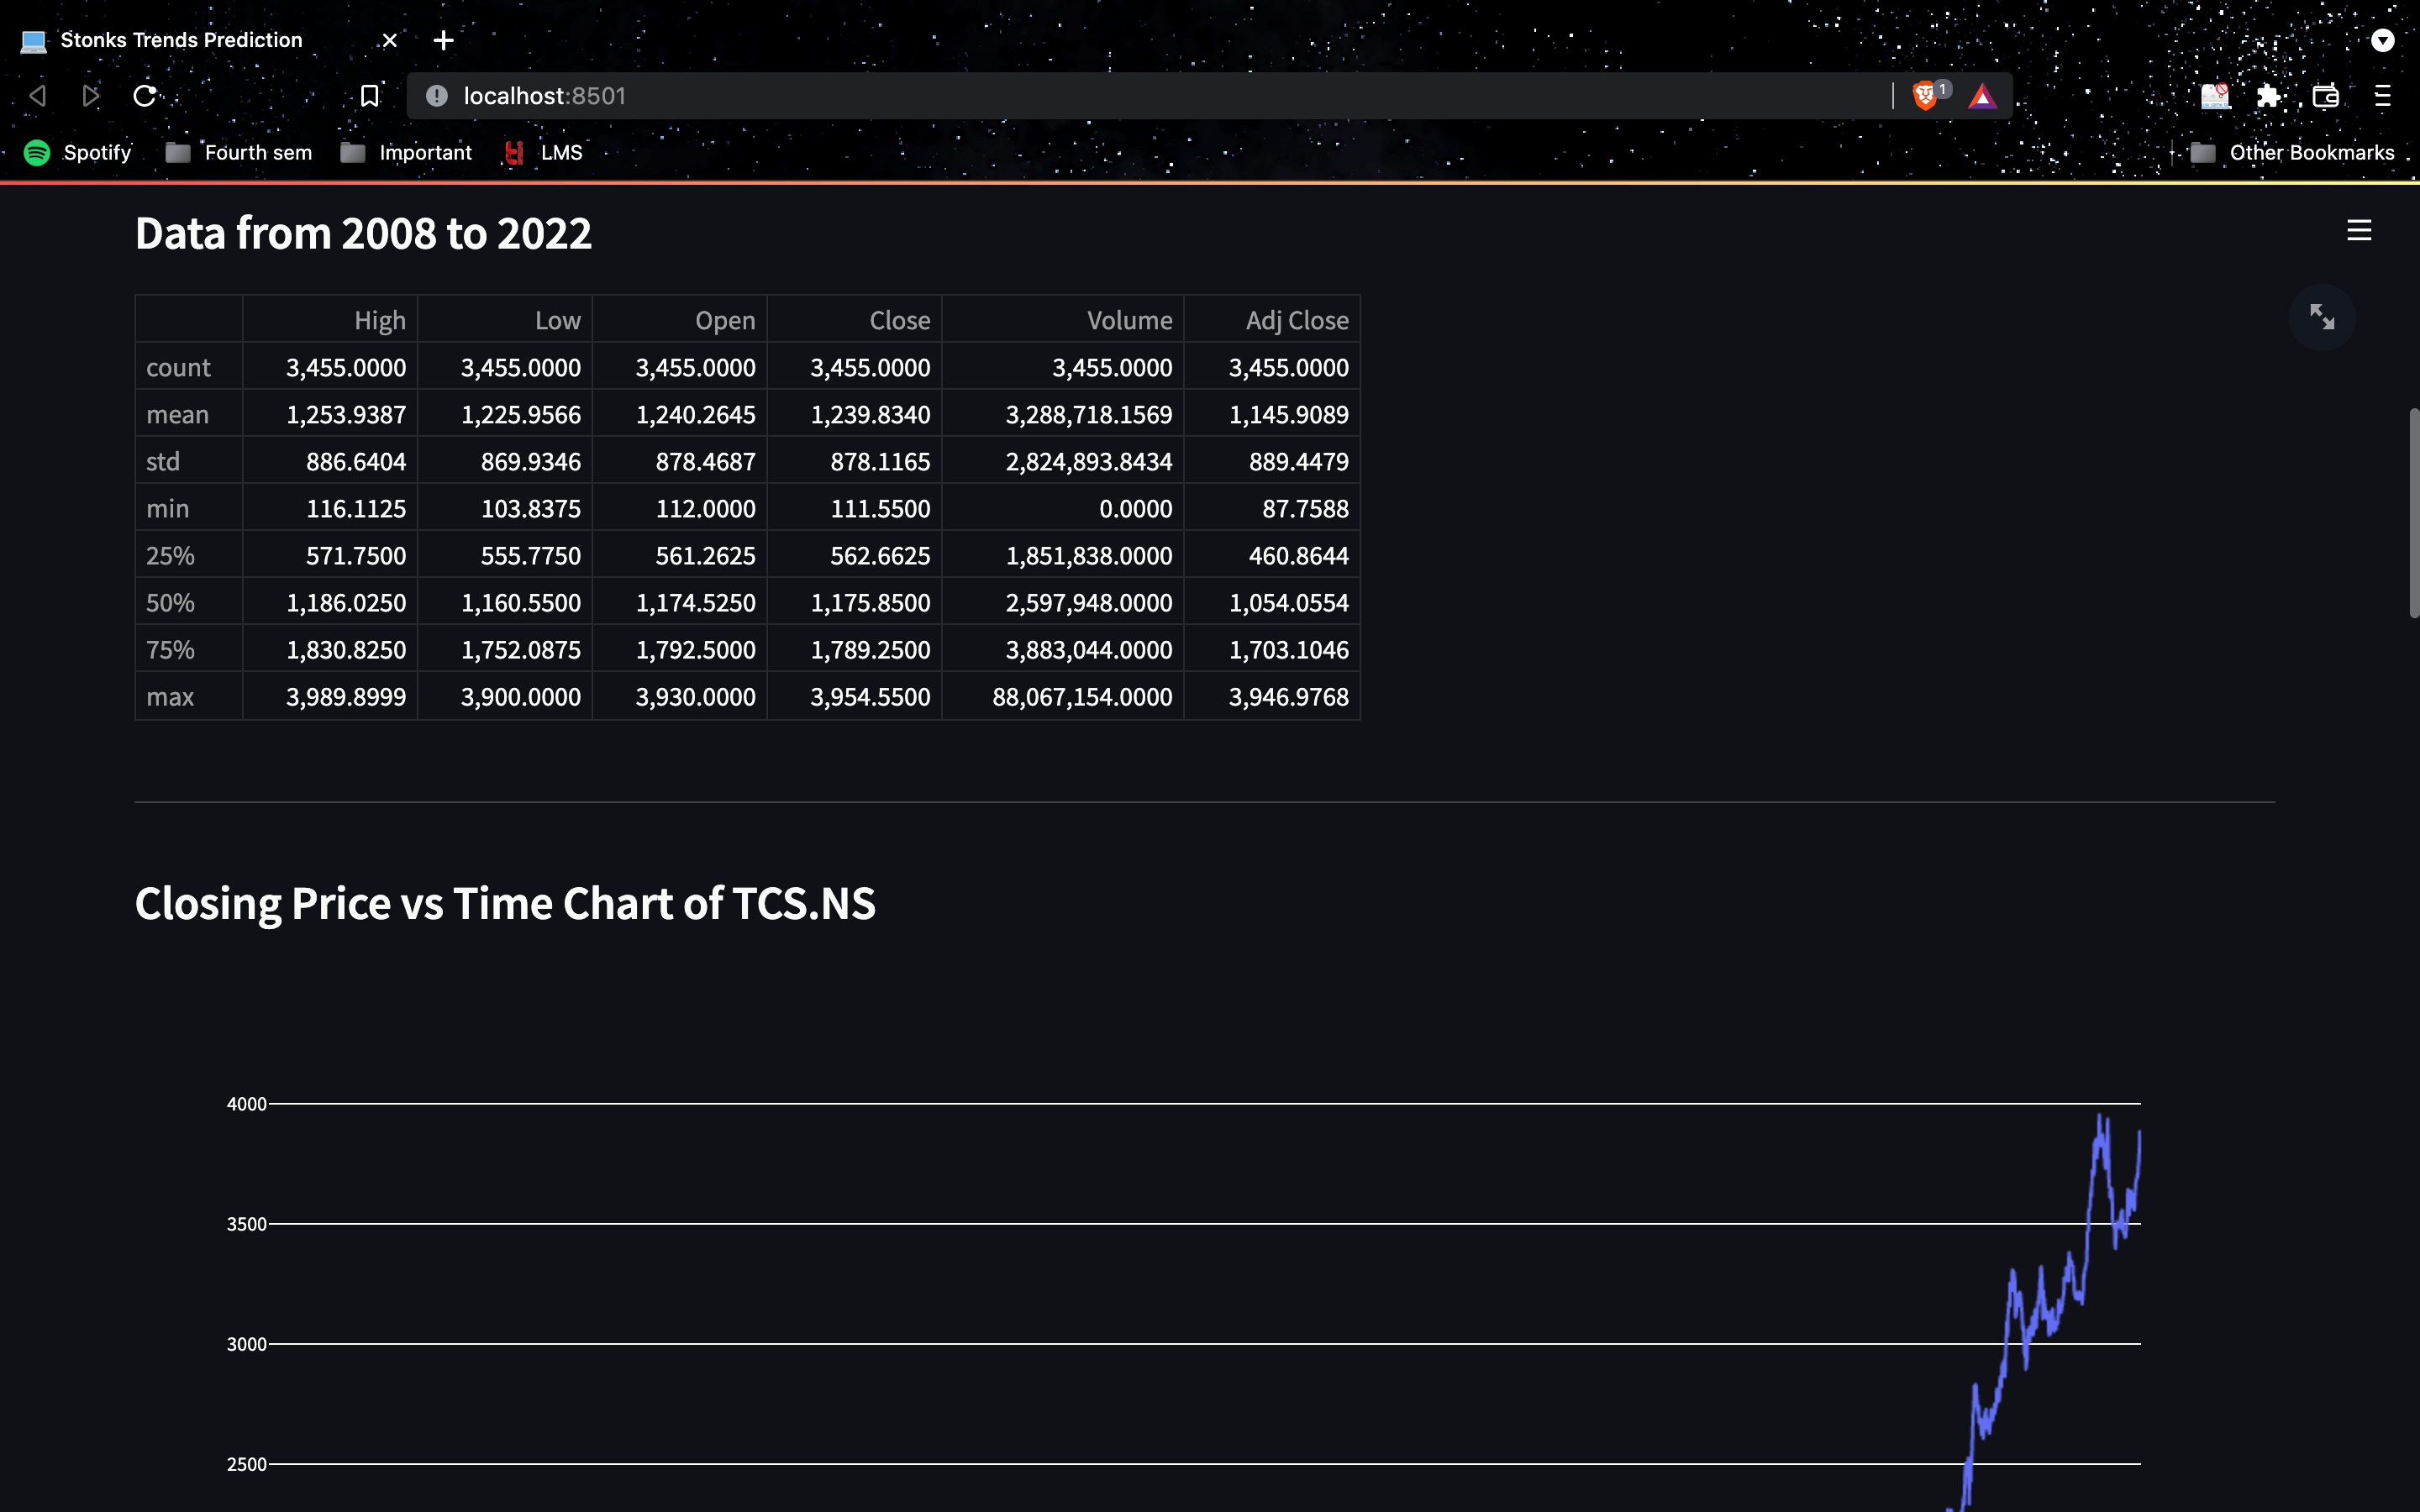 Stonks Trends Prediction
localhost:8501
1
Spotify Fourth sem Important LMS Other Bookmarks
Data from 2008 to 2022
High Low Open Close Volume Adj Close
count 3,455.0000 3,455.0000 3,455.0000 3,455.0000 3,455.0000 3,455.0000
mean 1,253.9387 1,225.9566 1,240.2645 1,239.8340 3,288,718.1569 1,145.9089
std 886.6404 869.9346 878.4687 878.1165 2,824,893.8434 889.4479
min 116.1125 103.8375 112.0000 111.5500 0.0000 87.7588
25% 571.7500 555.7750 561.2625 562.6625 1,851,838.0000 460.8644
50% 1,186.0250 1,160.5500 1,174.5250 1,175.8500 2,597,948.0000 1,054.0554
75% 1,830.8250 1,752.0875 1,792.5000 1,789.2500 3,883,044.0000 1,703.1046
max 3,989.8999 3,900.0000 3,930.0000 3,954.5500 88,067,154.0000 3,946.9768
Closing Price vs Time Chart of TCS.NS
4000
3500
3000
2500